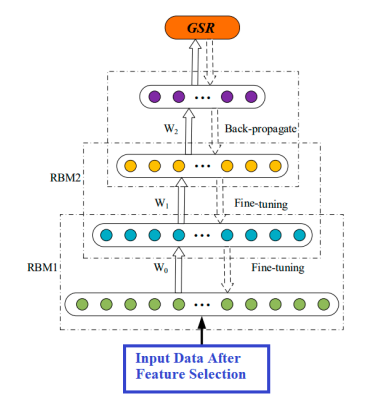 GSR
...
W2
Back-propagate
...
RBM2
W1
Fine-tuning
...
RBM1
W0
Fine-tuning
...
Input Data After
Feature Selection